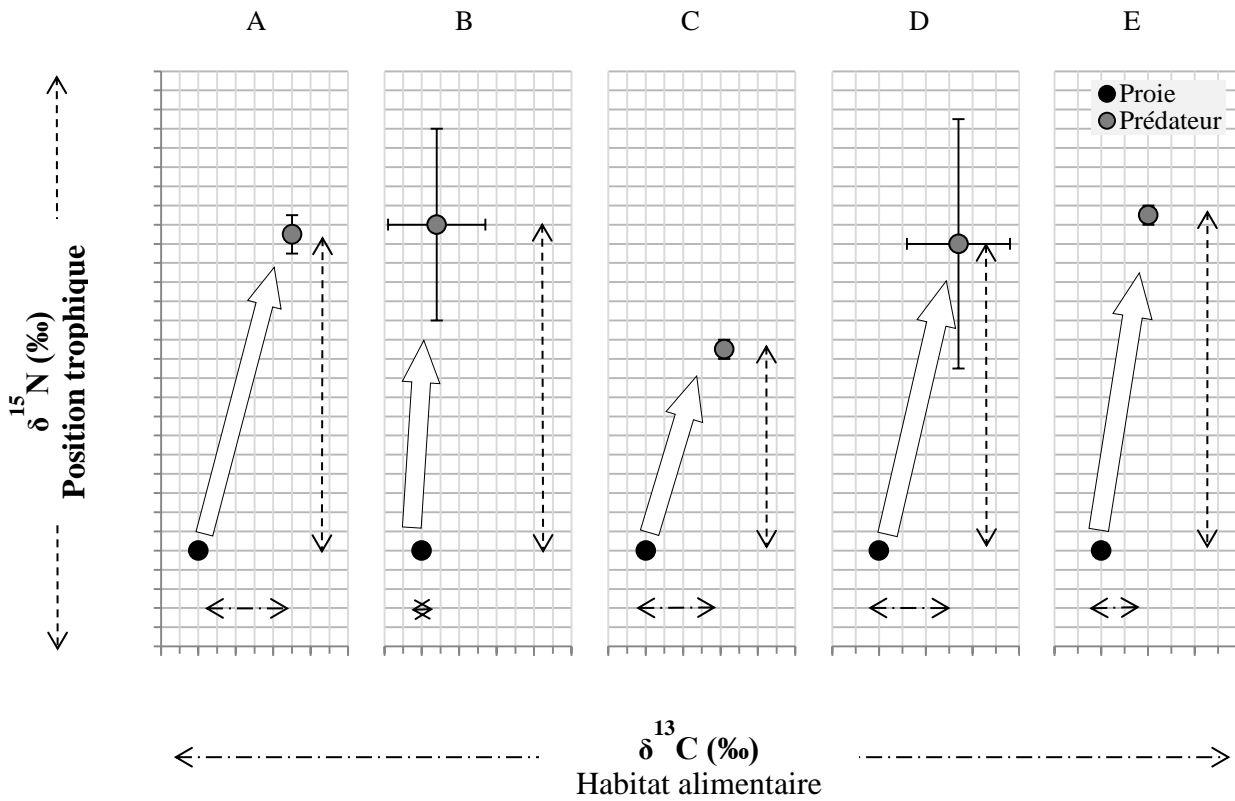 A B C D E
Proie
Prédateur
δ15N (‰)
Position trophique
δ13C (‰)
Habitat alimentaire